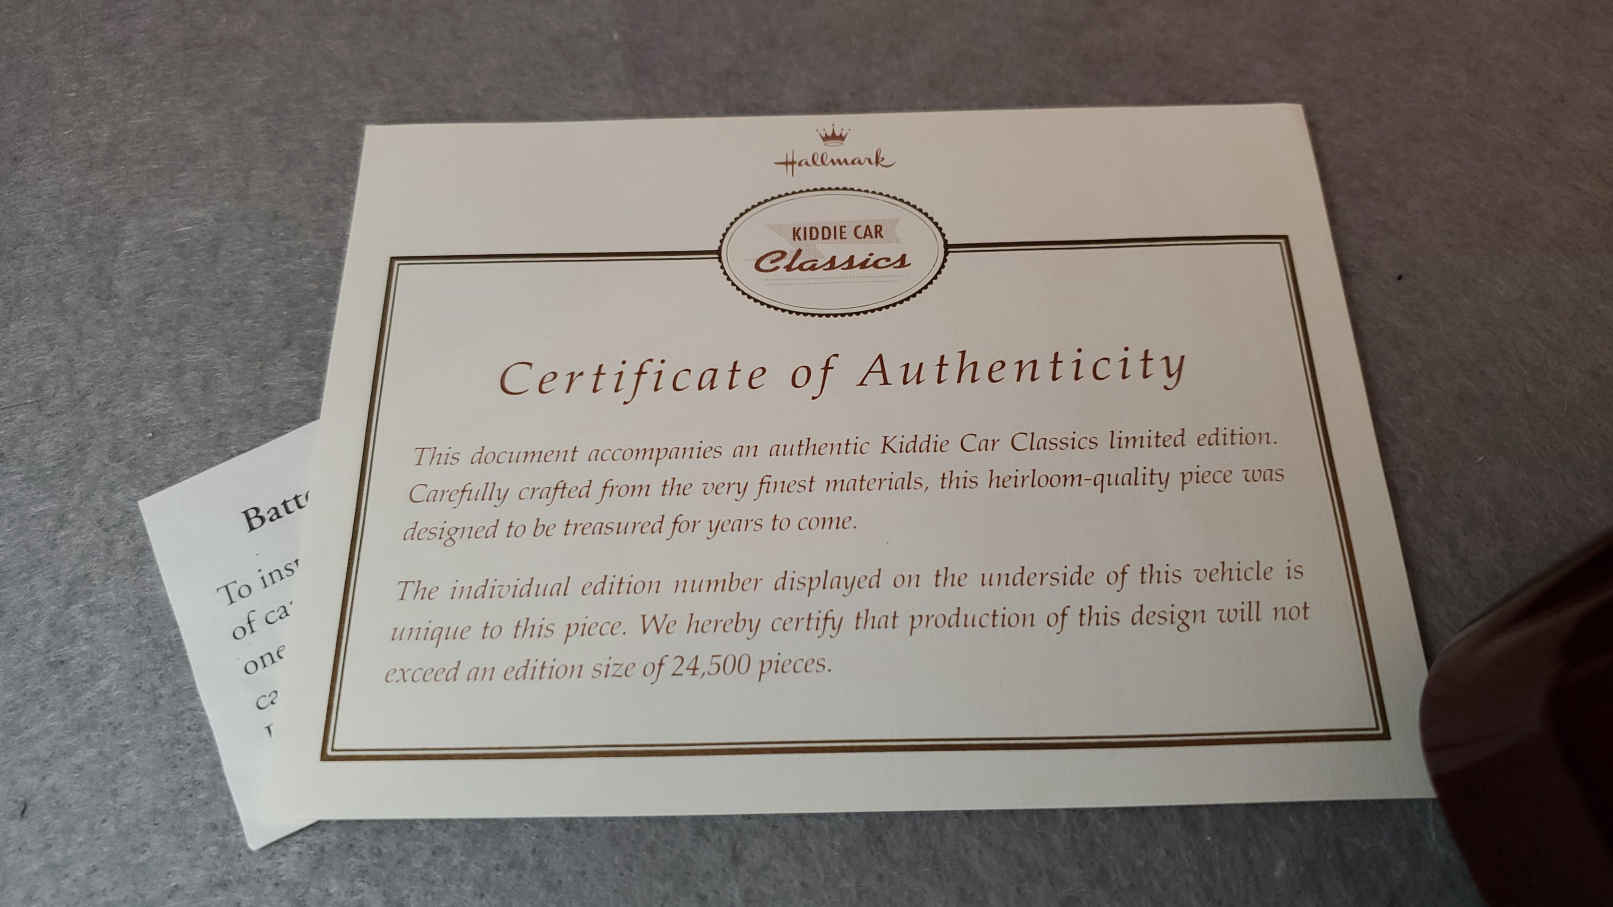 Hallmark
KIDDIE CAR
Classics
Certificate of Authenticity
This document accompanies an authentic Kiddie Car Classics limited edition.
Carefully crafted from the very finest materials, this heirloom-quality piece was
designed to be treasured for years to come.
The individual edition number displayed on the underside of this vehicle is
unique to this piece. We hereby certify that production of this design will not
exceed an edition size of 24,500 pieces.
To
of
one